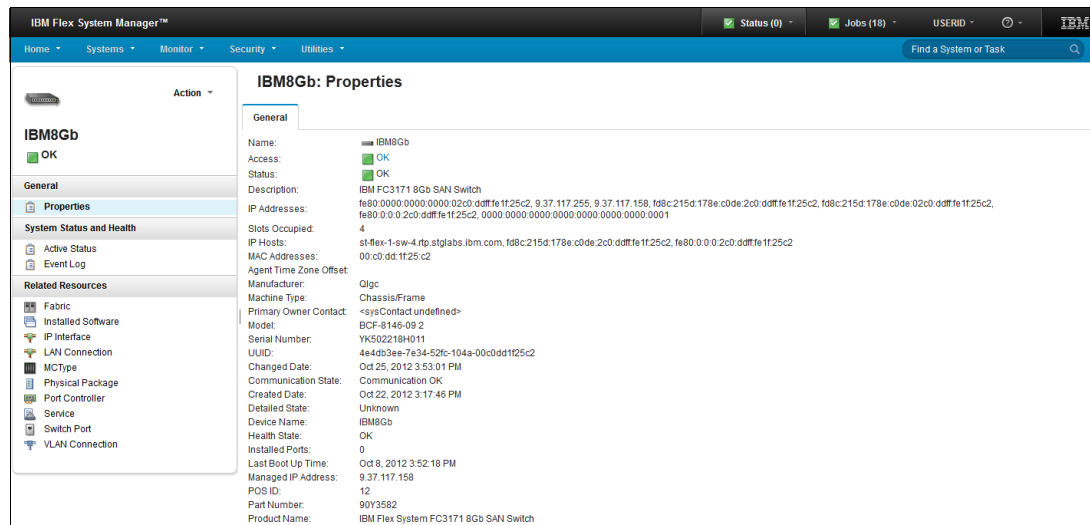 IBM Flex System Manager™
Status (0)
Jobs (18)
USERID
?
IBM
Home
Systems
Monitor
Security
Utilities
Find a System or Task
Action
IBM8Gb
OK
General
Properties
System Status and Health
Active Status
Event Log
Related Resources
Fabric
Installed Software
IP Interface
LAN Connection
MCType
Physical Package
Port Controller
Service
Switch Port
VLAN Connection
IBM8Gb: Properties
General
Name: IBM8Gb
Access: OK
Status: OK
Description: IBM FC3171 8Gb SAN Switch
IP Addresses: fe80:0000:0000:0000:02c0:ddff:fe1f:25c2, 9.37.117.255, 9.37.117.158, fd8c:215d:178e:c0de:2c0:ddff:fe1f:25c2, fd8c:215d:178e:c0de:02c0:ddff:fe1f:25c2,
fe80:0:0:0:2c0:ddff:fe1f:25c2, 0000:0000:0000:0000:0000:0000:0000:0001
Slots Occupied: 4
IP Hosts: st-flex-1-sw-4.rtp.stglabs.ibm.com, fd8c:215d:178e:c0de:2c0:ddff:fe1f:25c2, fe80:0:0:0:2c0:ddff:fe1f:25c2
MAC Addresses: 00:c0:dd:1f:25:c2
Agent Time Zone Offset:
Manufacturer: Qlgc
Machine Type: Chassis/Frame
Primary Owner Contact: <sysContact undefined>
Model: BCF-8146-09 2
Serial Number: YK502218H011
UUID: 4e4db3ee-7e34-52fc-104a-00c0dd1f25c2
Changed Date: Oct 25, 2012 3:53:01 PM
Communication State: Communication OK
Created Date: Oct 22, 2012 3:17:46 PM
Detailed State: Unknown
Device Name: IBM8Gb
Health State: OK
Installed Ports: 0
Last Boot Up Time: Oct 8, 2012 3:52:18 PM
Managed IP Address: 9.37.117.158
POS ID: 12
Part Number: 90Y3582
Product Name: IBM Flex System FC3171 8Gb SAN Switch